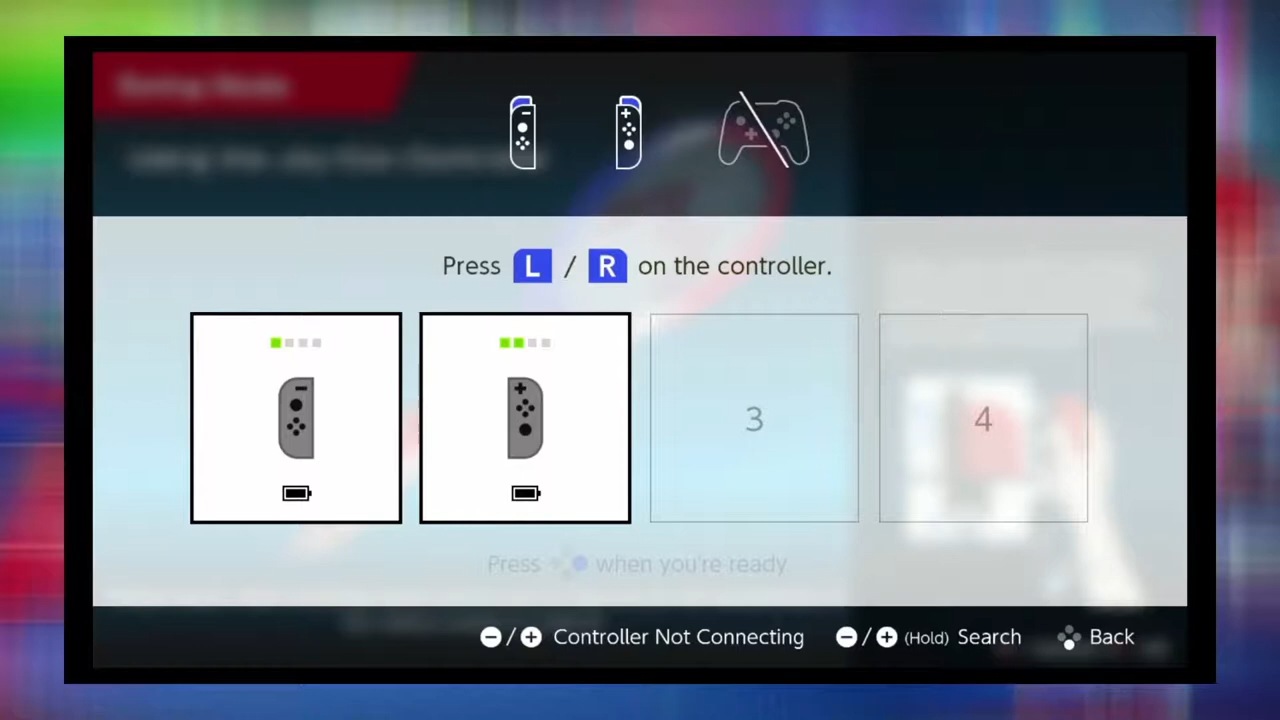 Press L / R on the controller.
3
4
Press when you're ready
-/+ Controller Not Connecting -/+ (Hold) Search Back